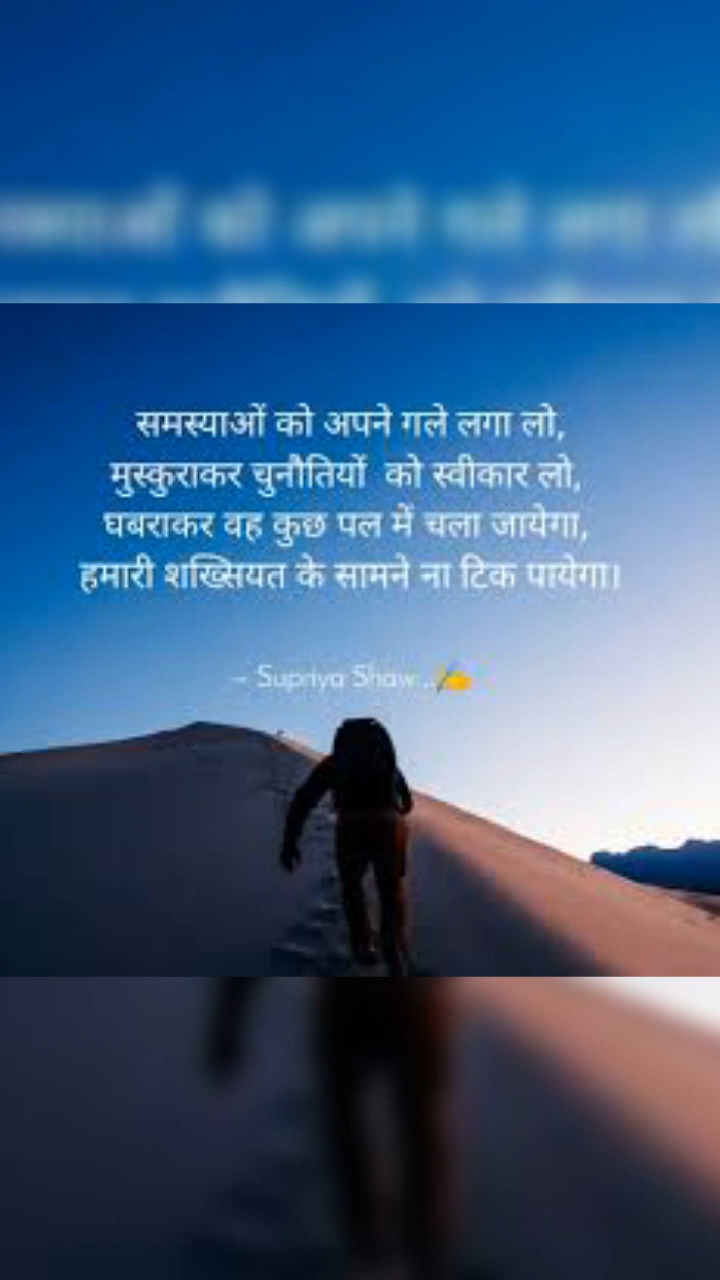 समस्याओं को अपने गले लगा लो,
मुस्कुराकर चुनौतियों को स्वीकार लो,
घबराकर वह कुछ पल में चला जायेगा,
हमारी शख्सियत के सामने ना टिक पायेगा।
– Supriya Shaw...✍️